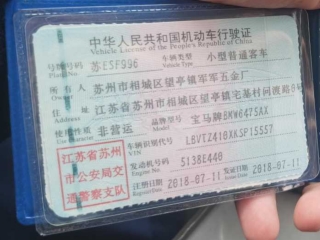 中华人民共和国机动车行驶证
Vehicle License of the People's Republic of China
号牌号码 苏E5F996 车辆类型 小型普通客车
Plate No. Vehicle Type
所有人 苏州市相城区望亭镇军军五金厂
住址 江苏省苏州市相城区望亭镇宅基村问渡路8号
使用性质 非营运 品牌型号 宝马牌BMW6475AX
江苏省苏州市公安局交通警察支队
车辆识别代号 LBVTZ410XKSP15557
VIN
发动机号码 5138E440
注册日期 2018-07-11 发证日期 2018-07-11